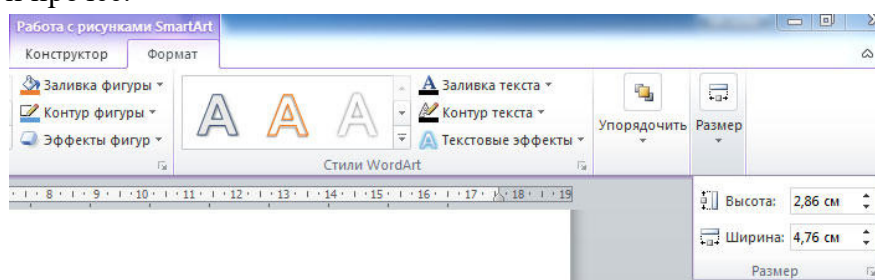 и прочее.
Работа с рисунками SmartArt
Конструктор Формат
Заливка фигуры
Контур фигуры
Эффекты фигур
A A A
A Заливка текста
Контур текста
A Текстовые эффекты
Упорядочить
Размер
Стили WordArt
8 9 10 11 12 13 14 15 16 17 18 19
Высота: 2,86 см
Ширина: 4,76 см
Размер